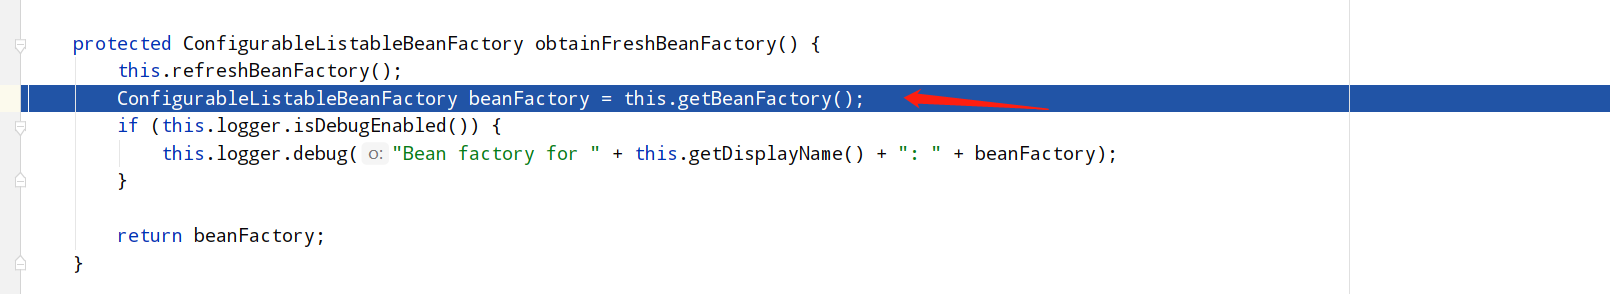 protected ConfigurableListableBeanFactory obtainFreshBeanFactory() {
this.refreshBeanFactory();
ConfigurableListableBeanFactory beanFactory = this.getBeanFactory();
if (this.logger.isDebugEnabled()) {
this.logger.debug( o: "Bean factory for " + this.getDisplayName() + ": " + beanFactory);
}
return beanFactory;
}